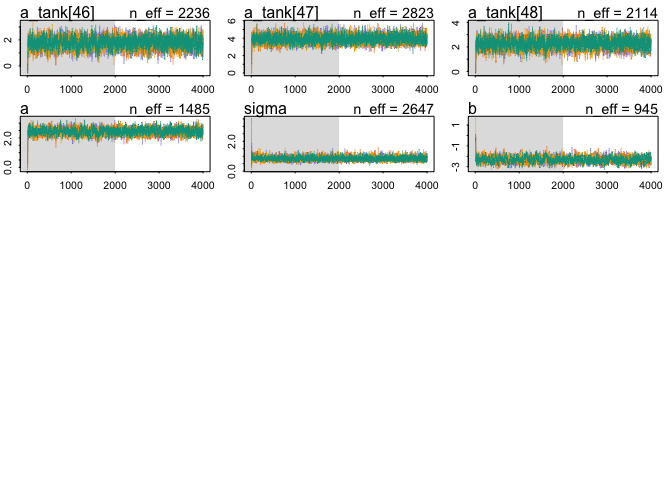 a_tank[46] n_eff = 2236
a_tank[47] n_eff = 2823
a_tank[48] n_eff = 2114
0 2
0 2 4 6
0 2 4
0 1000 2000 3000 4000
0 1000 2000 3000 4000
0 1000 2000 3000 4000
a n_eff = 1485
sigma n_eff = 2647
b n_eff = 945
0.0 2.0
0.0 2.0
-3 -1 1
0 1000 2000 3000 4000
0 1000 2000 3000 4000
0 1000 2000 3000 4000